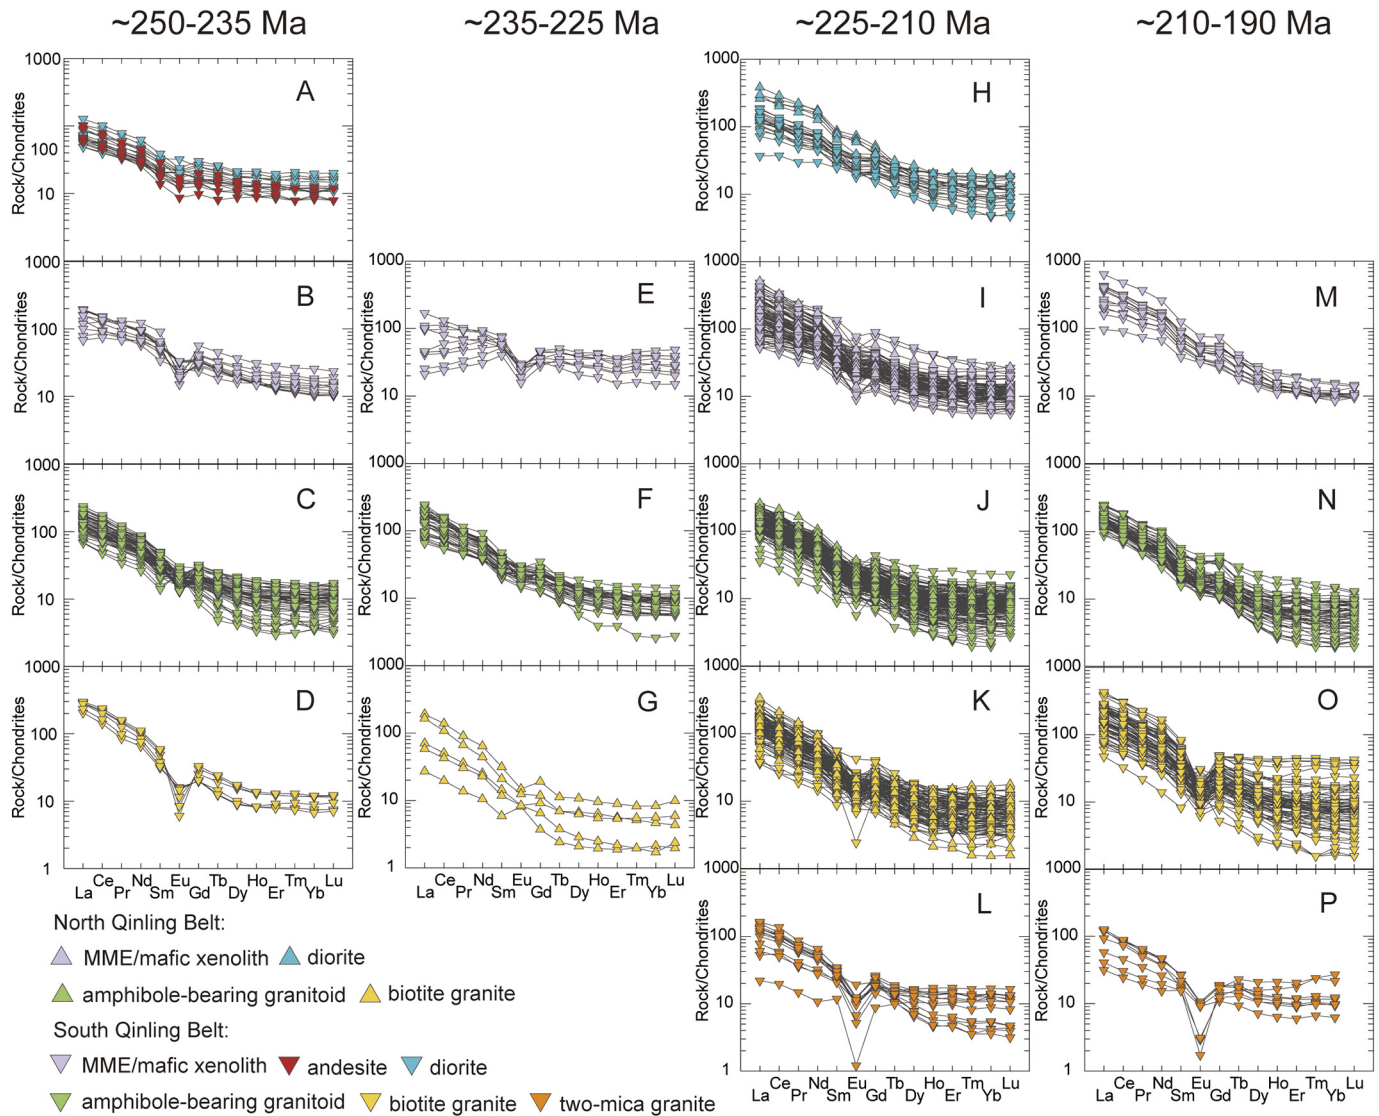 ~250-235 Ma
~235-225 Ma
~225-210 Ma
~210-190 Ma
1000
100
10
Rock/Chondrites
A
1000
100
10
Rock/Chondrites
H
1000
100
10
Rock/Chondrites
B
1000
100
10
Rock/Chondrites
E
1000
100
10
Rock/Chondrites
I
1000
100
10
Rock/Chondrites
M
1000
100
10
Rock/Chondrites
C
1000
100
10
Rock/Chondrites
F
1000
100
10
Rock/Chondrites
J
1000
100
10
Rock/Chondrites
N
1000
100
10
1
Rock/Chondrites
D
La Ce Pr Nd Sm Eu Gd Tb Dy Ho Er Tm Yb Lu
1000
100
10
1
Rock/Chondrites
G
La Ce Pr Nd Sm Eu Gd Tb Dy Ho Er Tm Yb Lu
1000
100
10
Rock/Chondrites
K
1000
100
10
Rock/Chondrites
O
1000
100
10
1
Rock/Chondrites
L
La Ce Pr Nd Sm Eu Gd Tb Dy Ho Er Tm Yb Lu
1000
100
10
1
Rock/Chondrites
P
La Ce Pr Nd Sm Eu Gd Tb Dy Ho Er Tm Yb Lu
North Qinling Belt:
MME/mafic xenolith diorite
amphibole-bearing granitoid biotite granite
South Qinling Belt:
MME/mafic xenolith andesite diorite
amphibole-bearing granitoid biotite granite two-mica granite